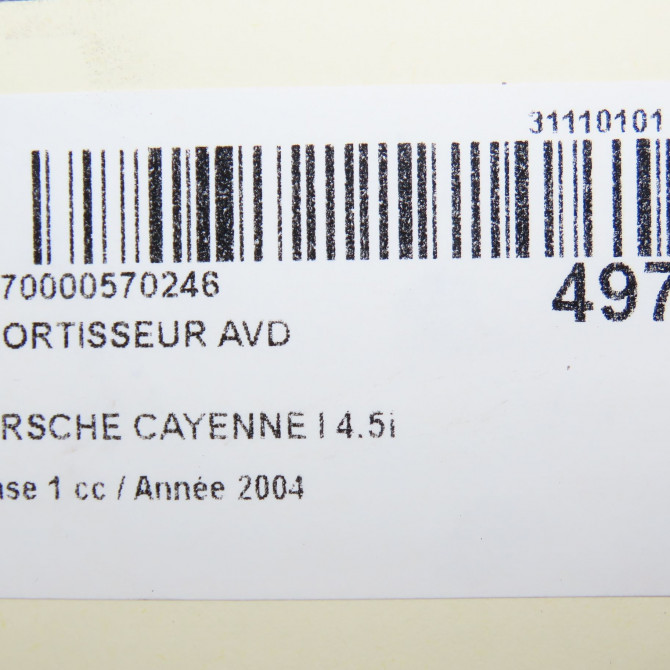 31110101
70000570246
497
ORTISSEUR AVD
RSCHE CAYENNE I 4.5i
ase 1 cc / Année 2004